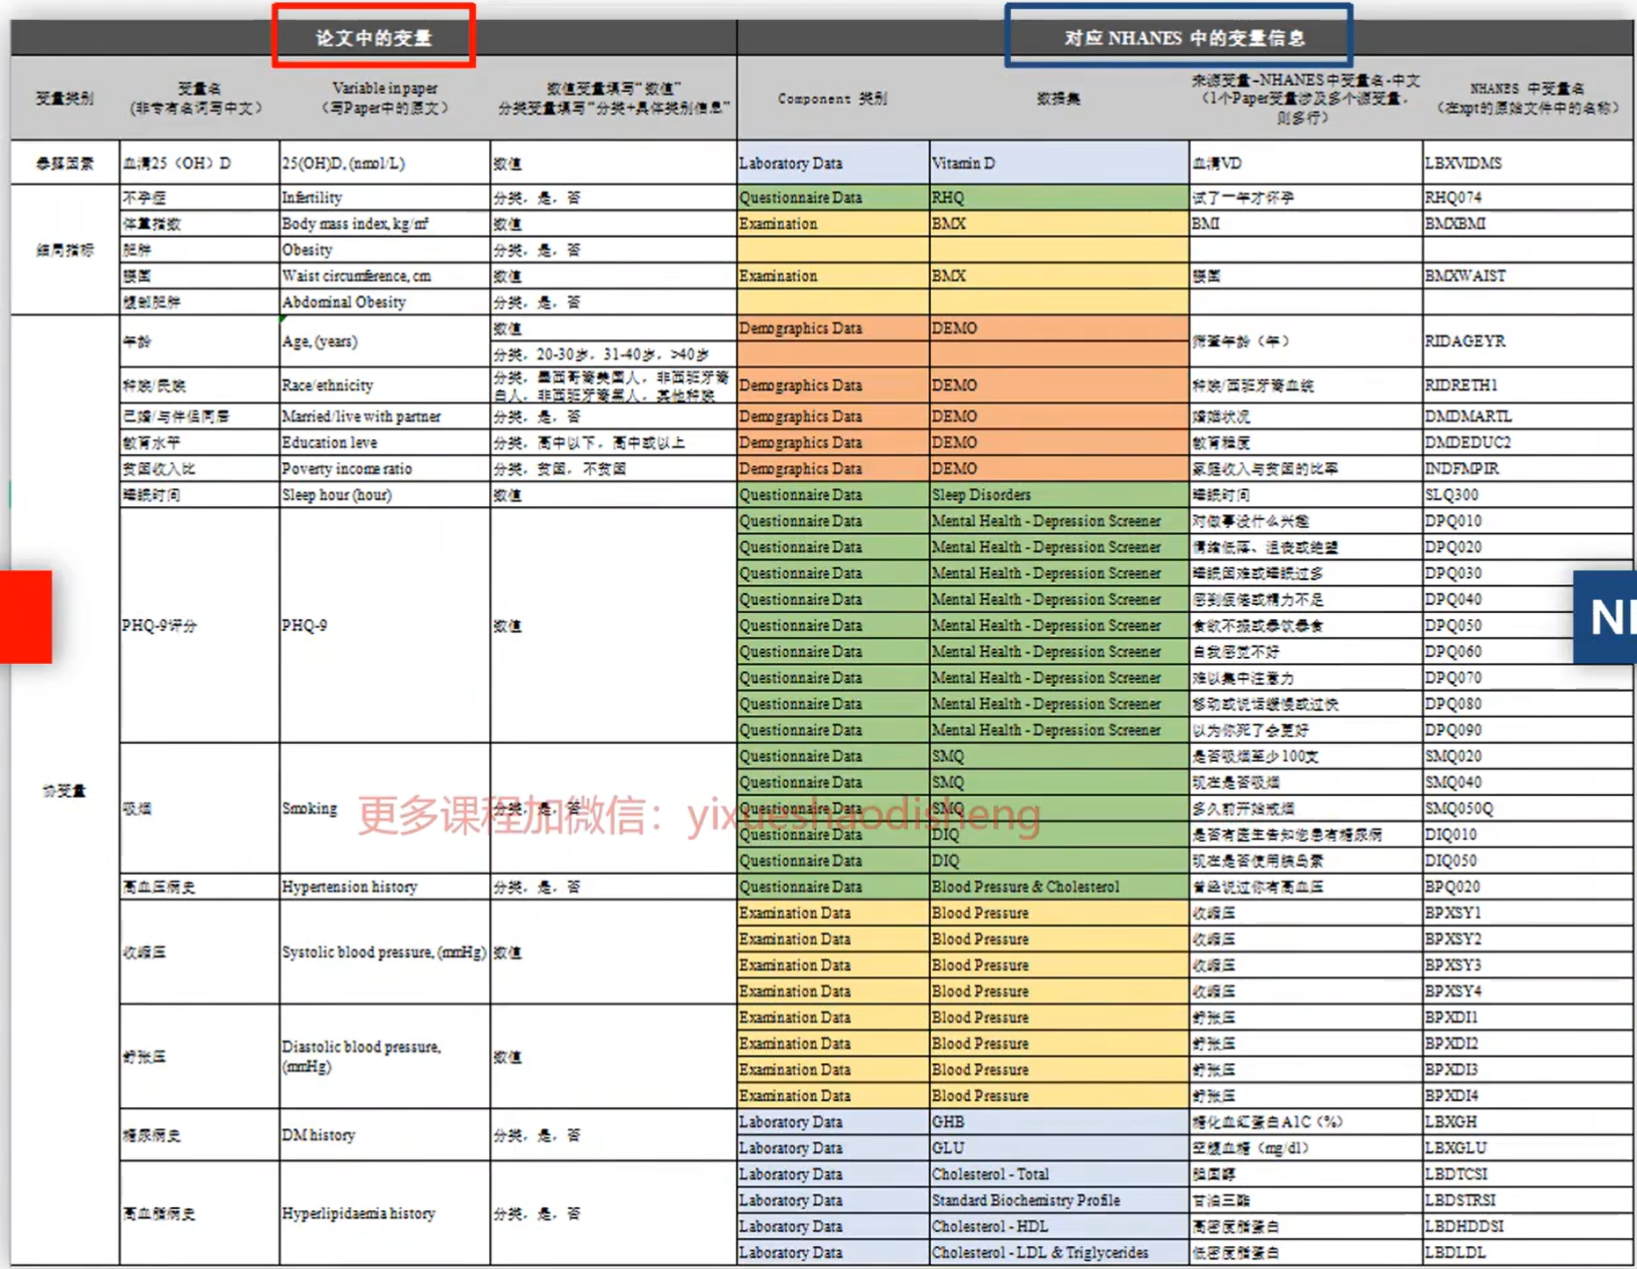 论文中的变量 对应 NHANES 中的变量信息
变量类别 变量名 Variable in paper 数值变量填写“数值” Component 类别 数据集 来源变量-NHANES中变量名-中文 NHANES 中变量名
(非专有名词写中文) (写Paper中的原文) 分类变量填写“分类+具体类别信息” (1个Paper变量涉及多个源变量, (在xpt的原始文件中的名称)
则多行)
暴露因素 血清25(OH)D 25(OH)D, (nmol/L) 数值 Laboratory Data Vitamin D 血清VD LBXVIDMS
结局指标
不孕症 Infertility 分类, 是, 否 Questionnaire Data RHQ 试了一年才怀孕 RHQ074
体重指数 Body mass index, kg/m² 数值 Examination BMX BMI BMXBMI
肥胖 Obesity 分类, 是, 否
腰围 Waist circumference, cm 数值 Examination BMX 腰围 BMXWAIST
腹部肥胖 Abdominal Obesity 分类, 是, 否
协变量
年龄 Age, (years) 数值 Demographics Data DEMO 筛查年龄(年) RIDAGEYR
分类, 20-30岁, 31-40岁, >40岁
种族/民族 Race/ethnicity 分类, 墨西哥裔美国人, 非西班牙裔 Demographics Data DEMO 种族/西班牙裔血统 RIDRETH1
白人, 非西班牙裔黑人, 其他种族
已婚/与伴侣同居 Married/live with partner 分类, 是, 否 Demographics Data DEMO 婚姻状况 DMDMARTL
教育水平 Education leve 分类, 高中以下, 高中或以上 Demographics Data DEMO 教育程度 DMDEDUC2
贫困收入比 Poverty income ratio 分类, 贫困, 不贫困 Demographics Data DEMO 家庭收入与贫困的比率 INDFMPIR
睡眠时间 Sleep hour (hour) 数值 Questionnaire Data Sleep Disorders 睡眠时间 SLQ300
PHQ-9评分 PHQ-9 数值
Questionnaire Data Mental Health - Depression Screener 对做事没什么兴趣 DPQ010
Questionnaire Data Mental Health - Depression Screener 情绪低落、沮丧或绝望 DPQ020
Questionnaire Data Mental Health - Depression Screener 睡眠困难或睡眠过多 DPQ030
Questionnaire Data Mental Health - Depression Screener 感到疲倦或精力不足 DPQ040
Questionnaire Data Mental Health - Depression Screener 食欲不振或暴饮暴食 DPQ050
Questionnaire Data Mental Health - Depression Screener 自我感觉不好 DPQ060
Questionnaire Data Mental Health - Depression Screener 难以集中注意力 DPQ070
Questionnaire Data Mental Health - Depression Screener 移动或说话缓慢或过快 DPQ080
Questionnaire Data Mental Health - Depression Screener 以为你死了会更好 DPQ090
NI
吸烟 Smoking 分类, 是, 否
Questionnaire Data SMQ 是否吸烟至少100支 SMQ020
Questionnaire Data SMQ 现在是否吸烟 SMQ040
Questionnaire Data SMQ 多久前开始戒烟 SMQ050Q
更多课程加微信：yixueshaodisheng
Questionnaire Data DIQ 是否有医生告知您患有糖尿病 DIQ010
Questionnaire Data DIQ 现在是否使用胰岛素 DIQ050
高血压病史 Hypertension history 分类, 是, 否 Questionnaire Data Blood Pressure & Cholesterol 曾经说过你有高血压 BPQ020
收缩压 Systolic blood pressure, (mmHg) 数值
Examination Data Blood Pressure 收缩压 BPXSY1
Examination Data Blood Pressure 收缩压 BPXSY2
Examination Data Blood Pressure 收缩压 BPXSY3
Examination Data Blood Pressure 收缩压 BPXSY4
舒张压 Diastolic blood pressure, 数值
(mmHg)
Examination Data Blood Pressure 舒张压 BPXDI1
Examination Data Blood Pressure 舒张压 BPXDI2
Examination Data Blood Pressure 舒张压 BPXDI3
Examination Data Blood Pressure 舒张压 BPXDI4
糖尿病史 DM history 分类, 是, 否
Laboratory Data GHB 糖化血红蛋白A1C(%) LBXGH
Laboratory Data GLU 空腹血糖(mg/dl) LBXGLU
高血脂病史 Hyperlipidaemia history 分类, 是, 否
Laboratory Data Cholesterol - Total 胆固醇 LBDTCSI
Laboratory Data Standard Biochemistry Profile 甘油三酯 LBDSTRSI
Laboratory Data Cholesterol - HDL 高密度脂蛋白 LBDHDDSI
Laboratory Data Cholesterol - LDL & Triglycerides 低密度脂蛋白 LBDLDL